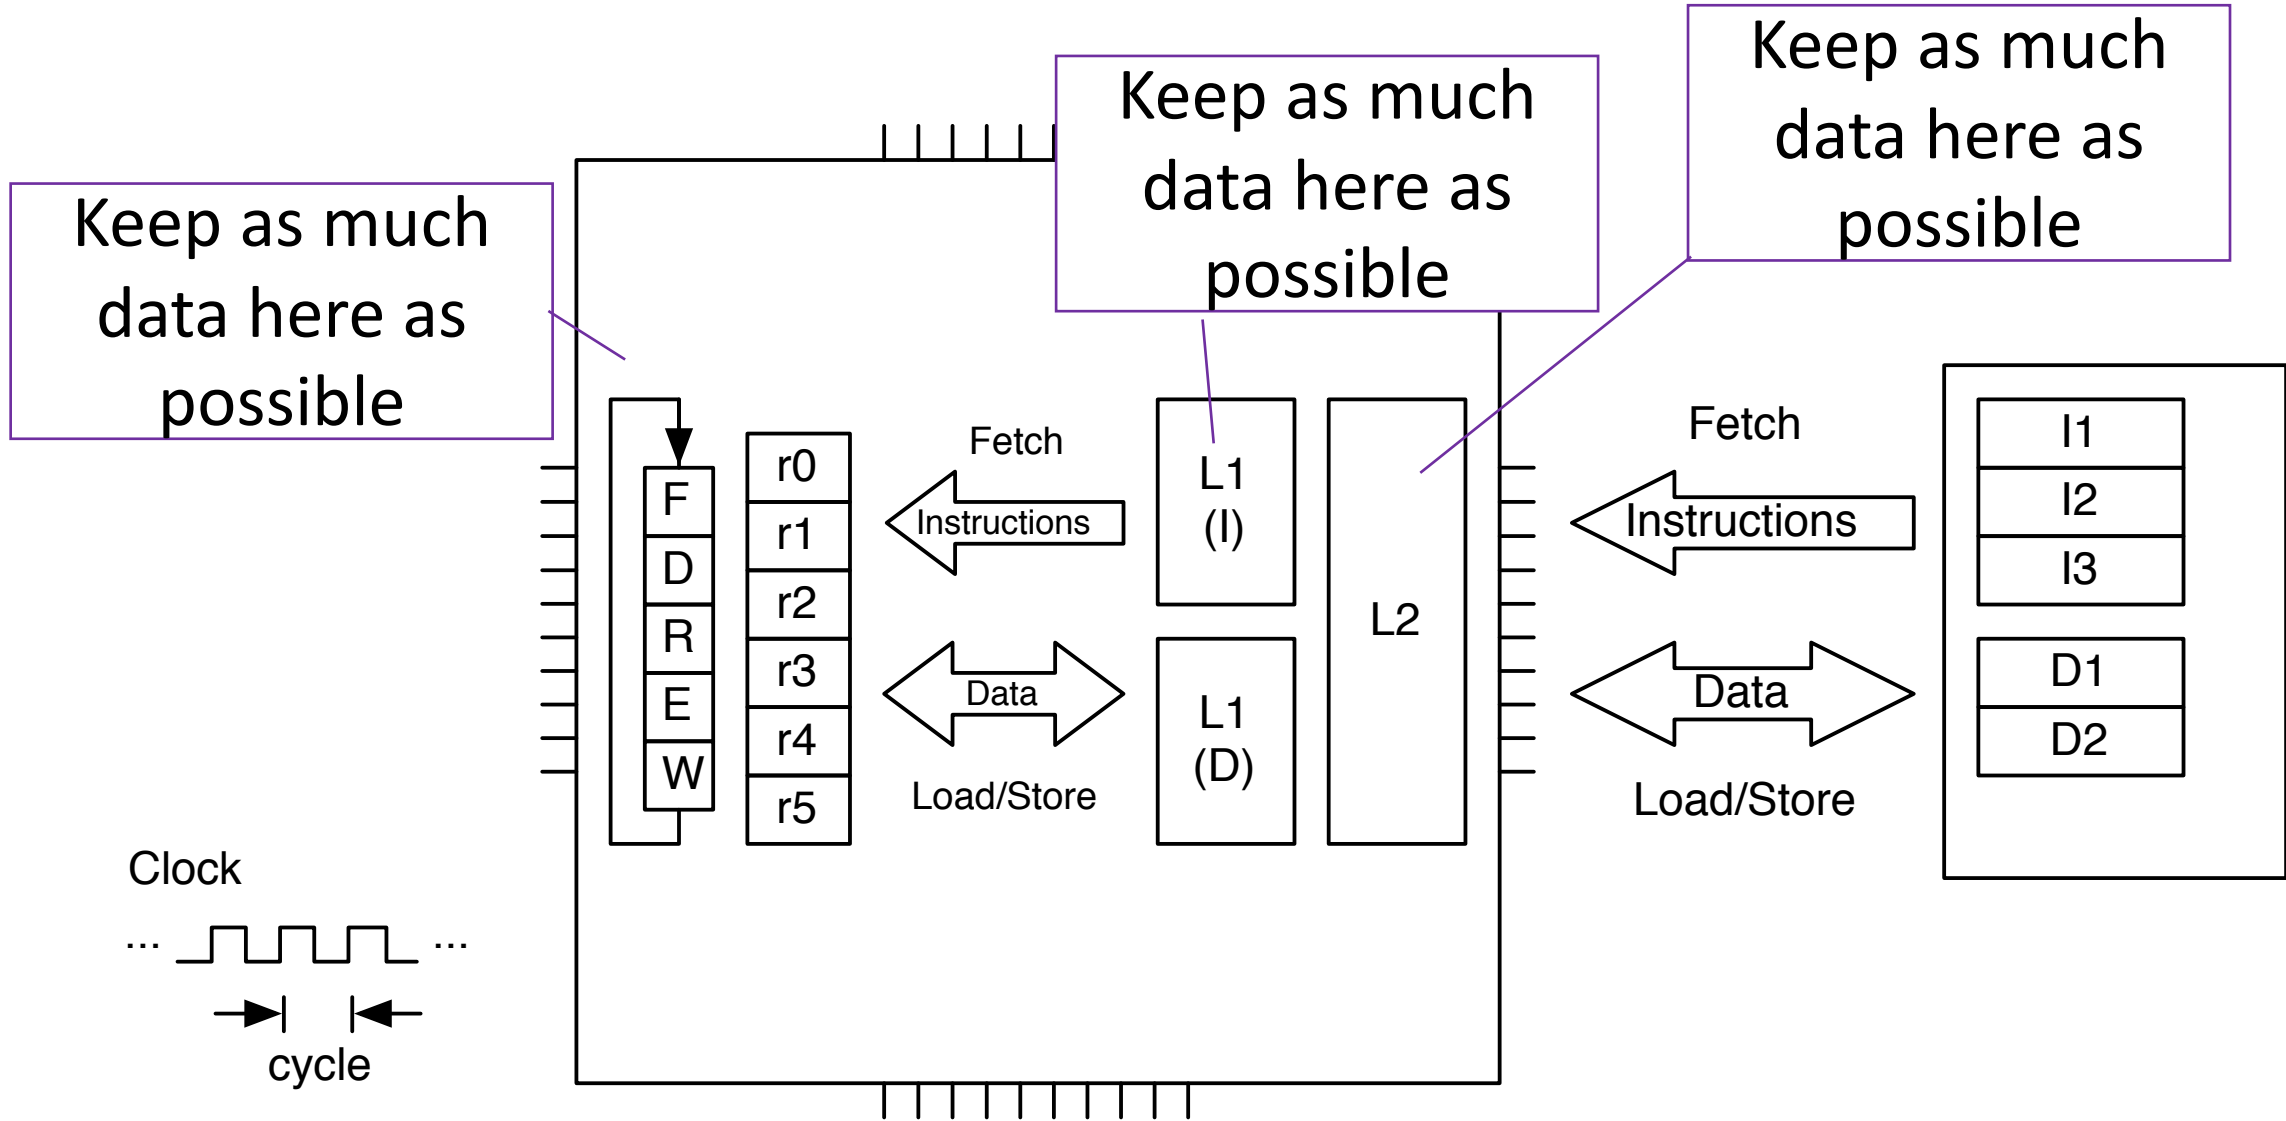 Keep as much
data here as
possible
Keep as much
data here as
possible
Keep as much
data here as
possible
F
D
R
E
W
r0
r1
r2
r3
r4
r5
Fetch
Instructions
Data
Load/Store
L1
(I)
L1
(D)
L2
Fetch
Instructions
Data
Load/Store
I1
I2
I3
D1
D2
Clock
... ...
cycle